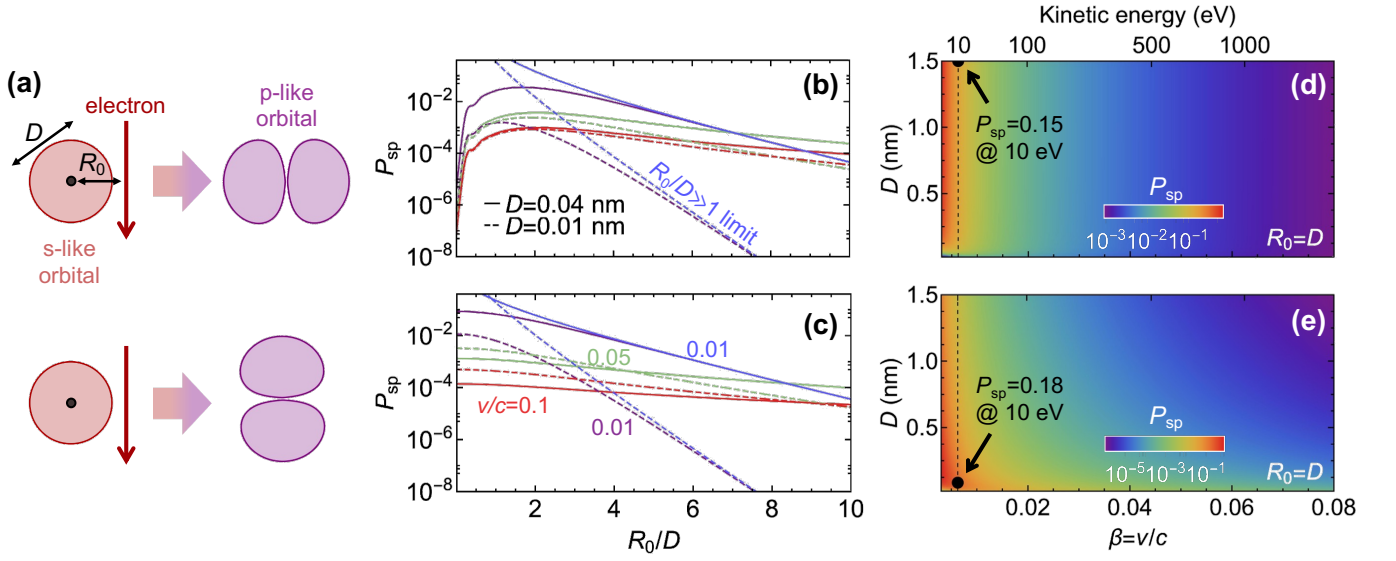 (a)
electron
p-like
orbital
D
R₀
s-like
orbital
(b)
10⁻²
10⁻⁴
10⁻⁶
10⁻⁸
Pₛₚ
R₀/D≫1 limit
— D=0.04 nm
-- D=0.01 nm
(c)
10⁻²
10⁻⁴
10⁻⁶
10⁻⁸
Pₛₚ
0.01
0.05
v/c=0.1
0.01
2 4 6 8 10
R₀/D
Kinetic energy (eV)
10 100 500 1000
(d)
1.5
1.0
0.5
D (nm)
Pₛₚ=0.15
@ 10 eV
Pₛₚ
10⁻³ 10⁻² 10⁻¹
R₀=D
(e)
1.5
1.0
0.5
D (nm)
Pₛₚ=0.18
@ 10 eV
Pₛₚ
10⁻⁵ 10⁻³ 10⁻¹
R₀=D
0.02 0.04 0.06 0.08
β=v/c